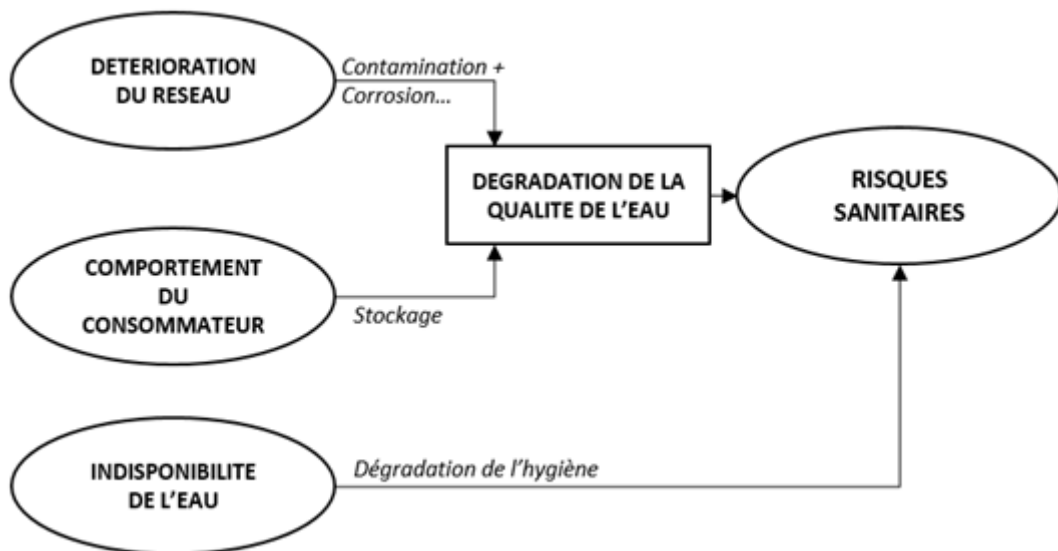 DETERIORATION
DU RESEAU
Contamination +
Corrosion...
DEGRADATION DE LA
QUALITE DE L'EAU
RISQUES
SANITAIRES
COMPORTEMENT
DU
CONSOMMATEUR
Stockage
INDISPONIBILITE
DE L'EAU
Dégradation de l'hygiène